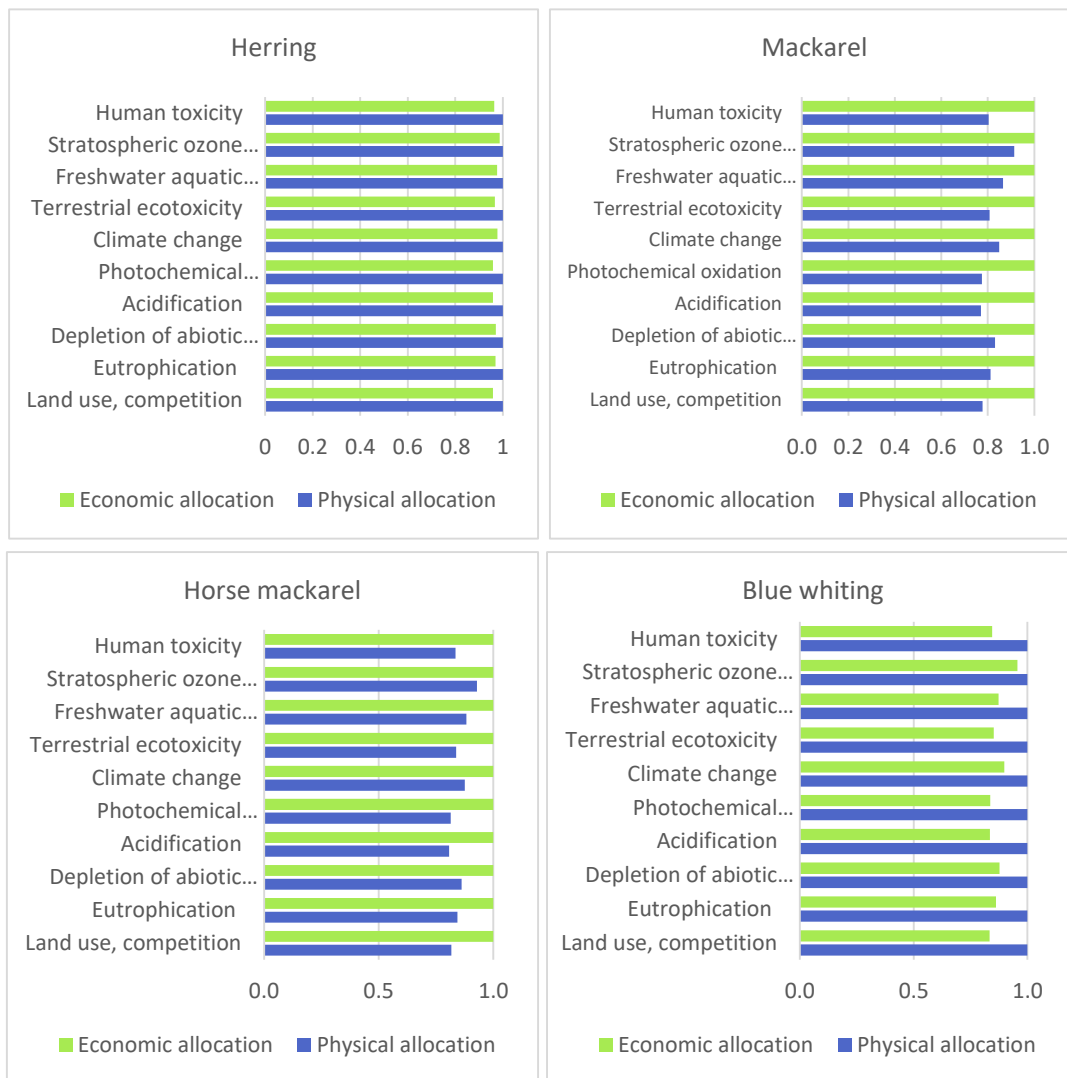 Herring
Human toxicity
Stratospheric ozone...
Freshwater aquatic...
Terrestrial ecotoxicity
Climate change
Photochemical...
Acidification
Depletion of abiotic...
Eutrophication
Land use, competition
0 0.2 0.4 0.6 0.8 1
Economic allocation Physical allocation
Mackarel
Human toxicity
Stratospheric ozone...
Freshwater aquatic...
Terrestrial ecotoxicity
Climate change
Photochemical oxidation
Acidification
Depletion of abiotic...
Eutrophication
Land use, competition
0.0 0.2 0.4 0.6 0.8 1.0
Economic allocation Physical allocation
Horse mackarel
Human toxicity
Stratospheric ozone...
Freshwater aquatic...
Terrestrial ecotoxicity
Climate change
Photochemical...
Acidification
Depletion of abiotic...
Eutrophication
Land use, competition
0.0 0.5 1.0
Economic allocation Physical allocation
Blue whiting
Human toxicity
Stratospheric ozone...
Freshwater aquatic...
Terrestrial ecotoxicity
Climate change
Photochemical...
Acidification
Depletion of abiotic...
Eutrophication
Land use, competition
0.0 0.5 1.0
Economic allocation Physical allocation